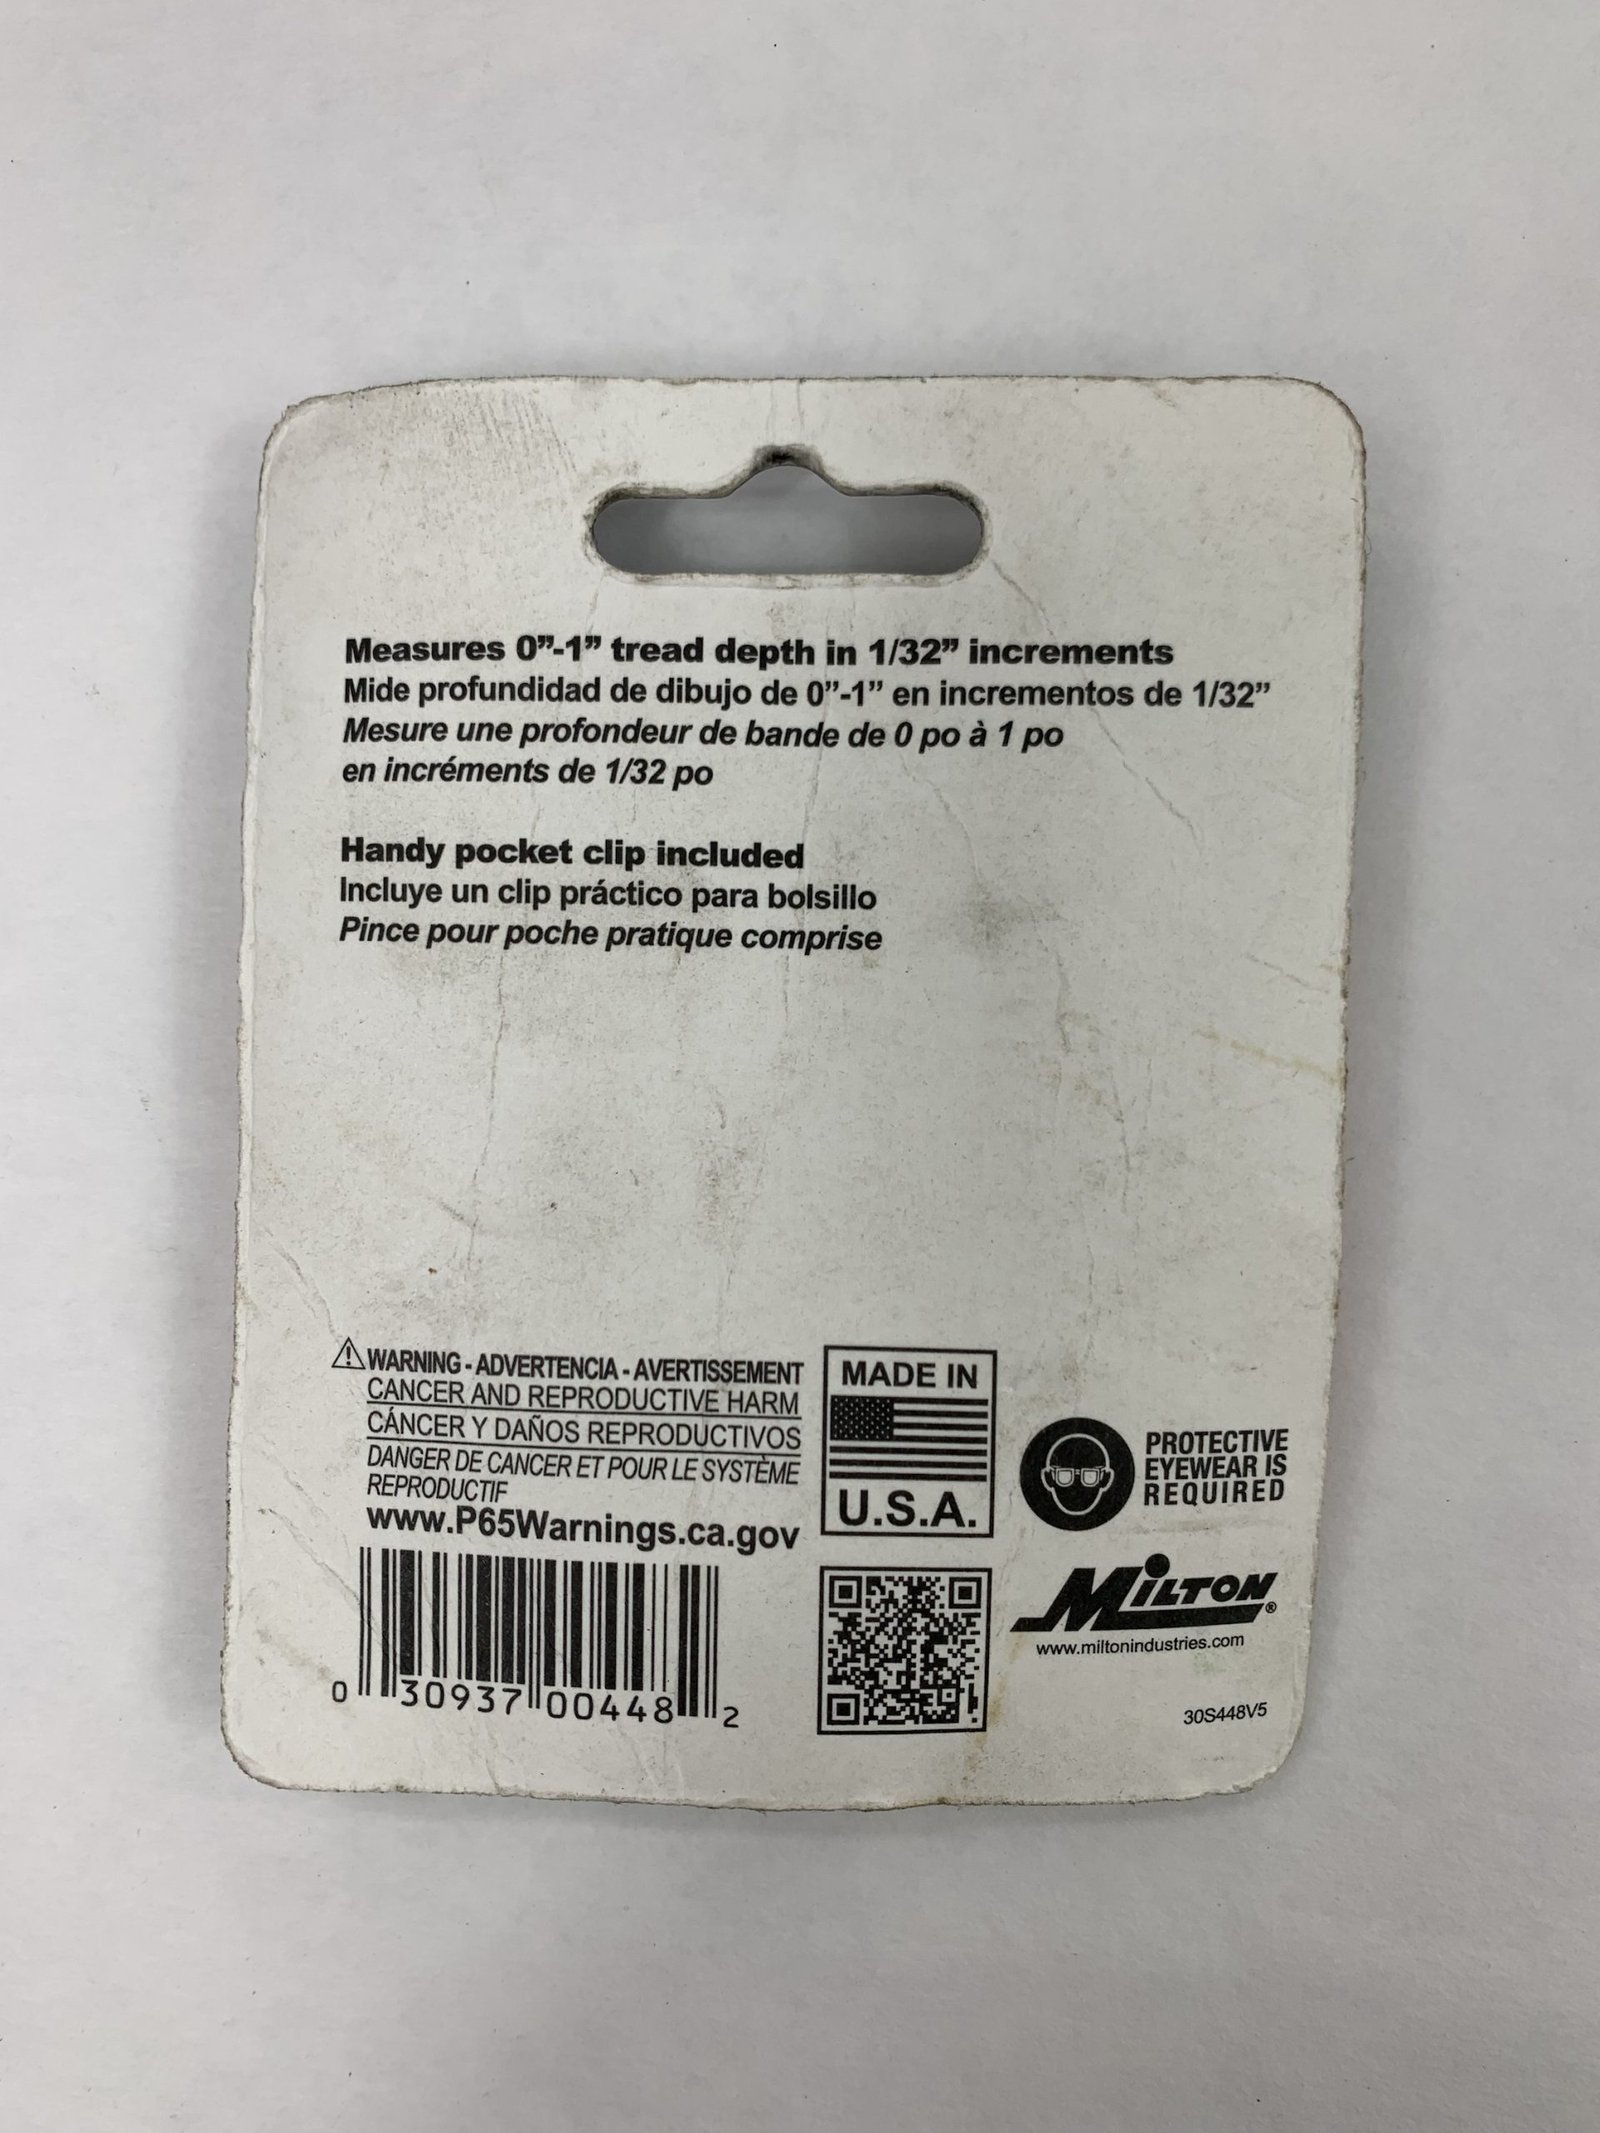 Measures 0”-1” tread depth in 1/32” increments
Mide profundidad de dibujo de 0”-1” en incrementos de 1/32”
Mesure une profondeur de bande de 0 po à 1 po
en incréments de 1/32 po
Handy pocket clip included
Incluye un clip práctico para bolsillo
Pince pour poche pratique comprise
WARNING - ADVERTENCIA - AVERTISSEMENT
CANCER AND REPRODUCTIVE HARM
CÁNCER Y DAÑOS REPRODUCTIVOS
DANGER DE CANCER ET POUR LE SYSTÈME
REPRODUCTIF
www.P65Warnings.ca.gov
0 30937 00448 2
MADE IN
U.S.A.
PROTECTIVE
EYEWEAR IS
REQUIRED
MILTON®
www.miltonindustries.com
30S448V5